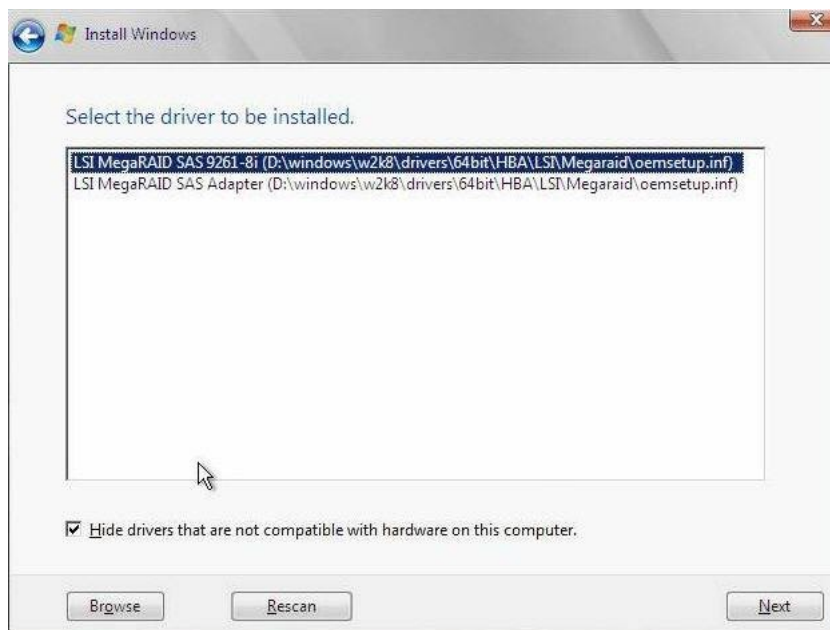 Install Windows
Select the driver to be installed.
LSI MegaRAID SAS 9261-8i (D:\windows\w2k8\drivers\64bit\HBA\LSI\Megaraid\oemsetup.inf)
LSI MegaRAID SAS Adapter (D:\windows\w2k8\drivers\64bit\HBA\LSI\Megaraid\oemsetup.inf)
Hide drivers that are not compatible with hardware on this computer.
Browse Rescan Next